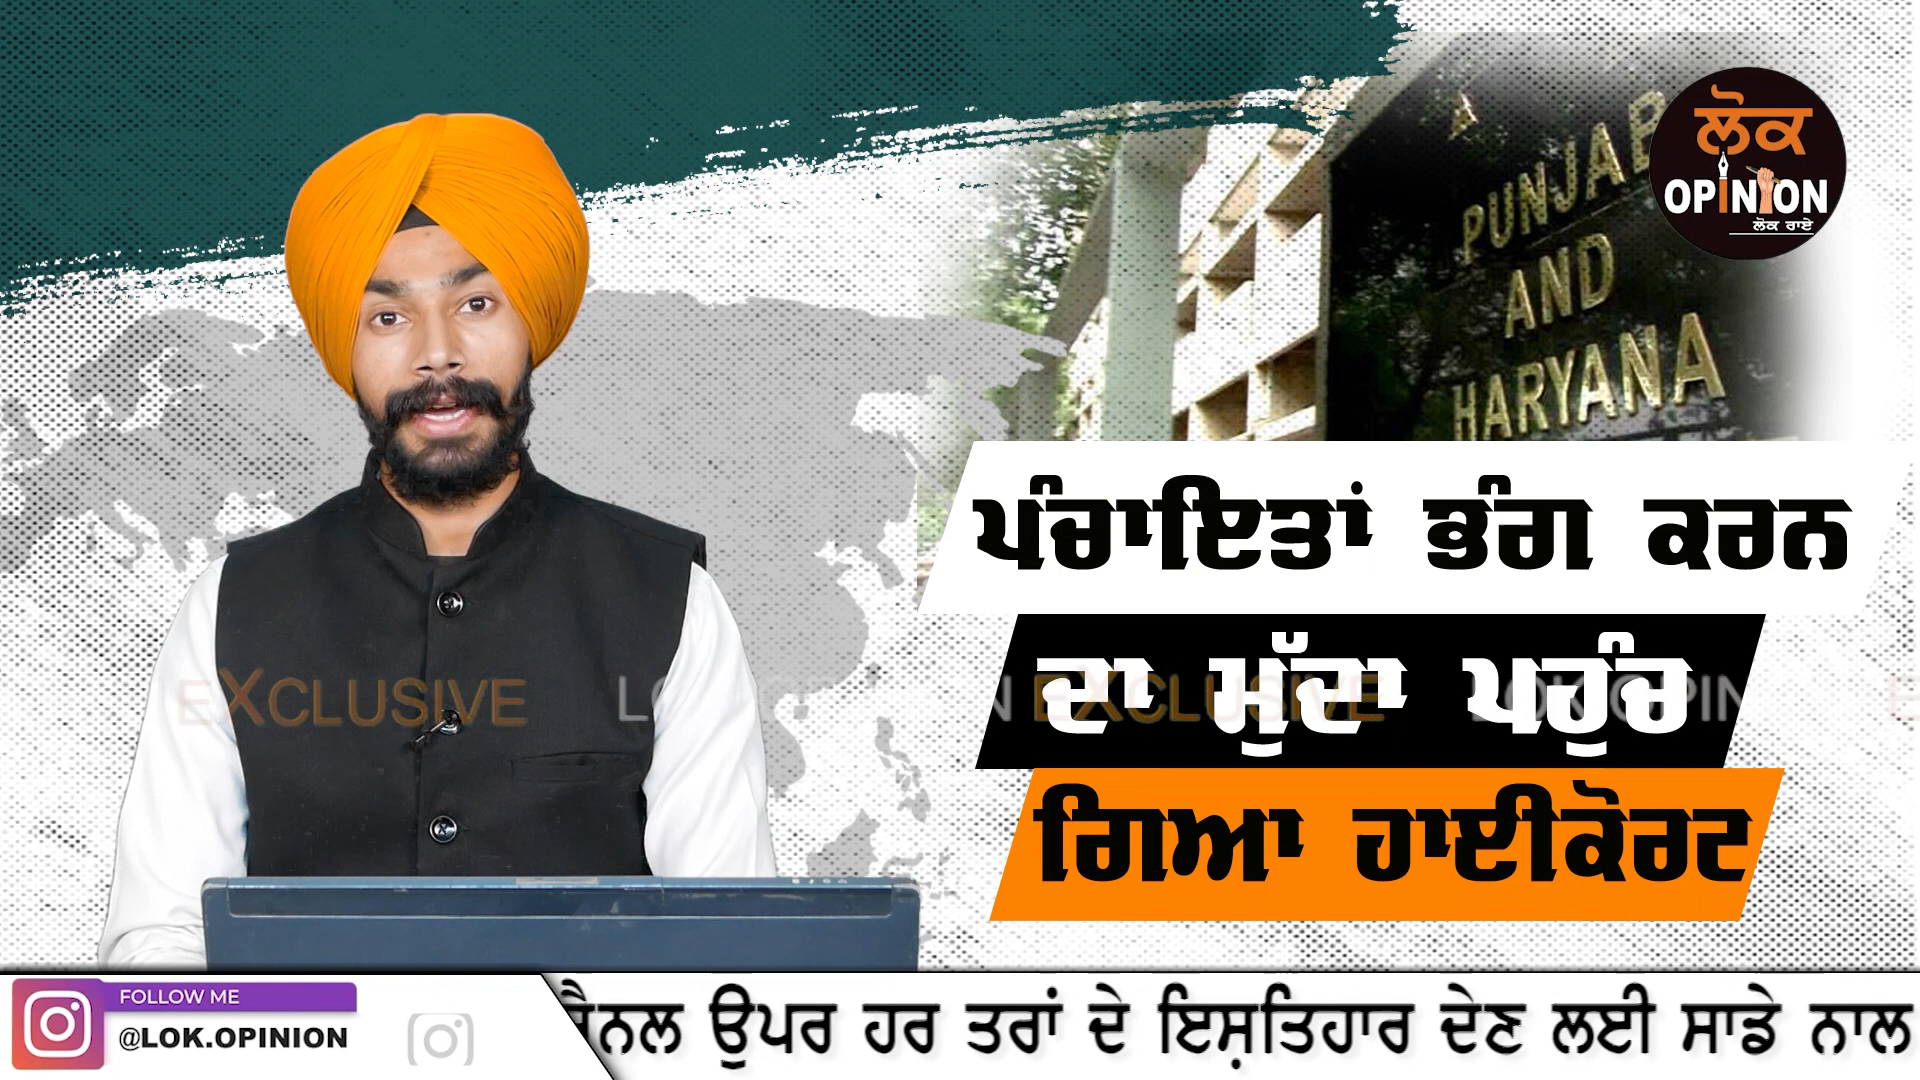 PUNJAB
AND
HARYANA
ਲੋਕ
OPINION
ਲੋਕ ਰਾਏ
ਪੰਚਾਇਤਾਂ ਭੰਗ ਕਰਨ
ਦਾ ਮੁੱਦਾ ਪਹੁੰਚ
ਗਿਆ ਹਾਈਕੋਰਟ
EXCLUSIVE
EXCLUSIVE
FOLLOW ME
@LOK.OPINION
ਉਪਰ ਹਰ ਤਰਾਂ ਦੇ ਇਸ਼ਤਿਹਾਰ ਦੇਣ ਲਈ ਸਾਡੇ ਨਾਲ